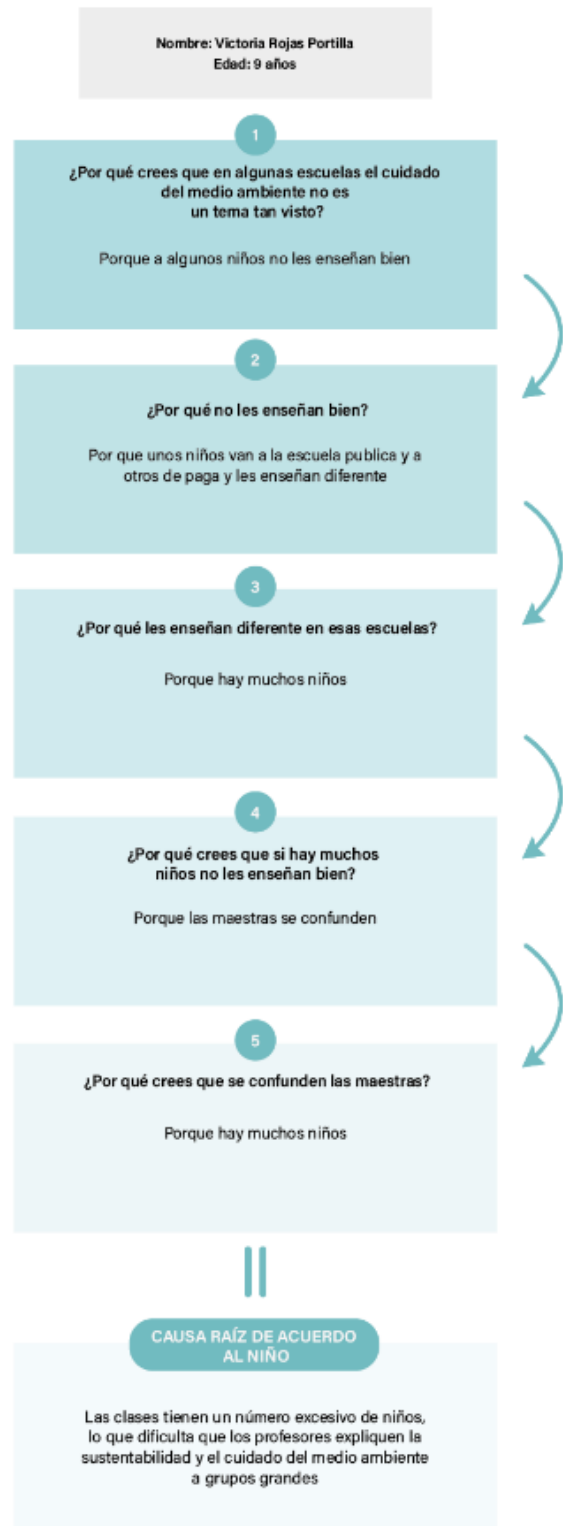 Nombre: Victoria Rojas Portilla
Edad: 9 años
1
¿Por qué crees que en algunas escuelas el cuidado
del medio ambiente no es
un tema tan visto?
Porque a algunos niños no les enseñan bien
2
¿Por qué no les enseñan bien?
Por que unos niños van a la escuela publica y a
otros de paga y les enseñan diferente
3
¿Por qué les enseñan diferente en esas escuelas?
Porque hay muchos niños
4
¿Por qué crees que si hay muchos
niños no les enseñan bien?
Porque las maestras se confunden
5
¿Por qué crees que se confunden las maestras?
Porque hay muchos niños
CAUSA RAÍZ DE ACUERDO
AL NIÑO
Las clases tienen un número excesivo de niños,
lo que dificulta que los profesores expliquen la
sustentabilidad y el cuidado del medio ambiente
a grupos grandes